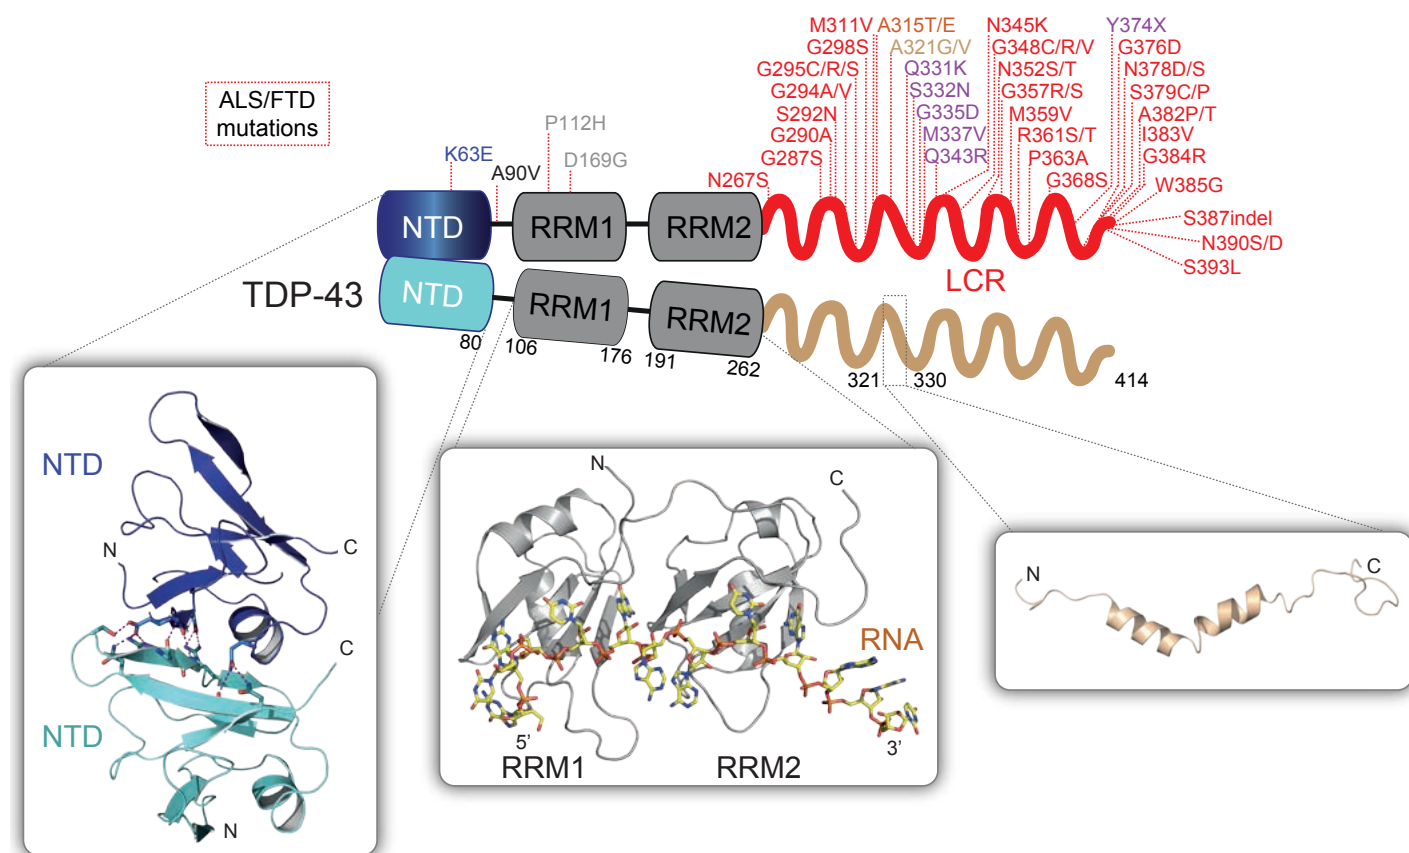 ALS/FTD
mutations
K63E
A90V
P112H
D169G
N267S
G287S
G290A
S292N
G294A/V
G295C/R/S
G298S
M311V
A315T/E
A321G/V
Q331K
S332N
G335D
M337V
Q343R
N345K
G348C/R/V
N352S/T
G357R/S
M359V
R361S/T
P363A
G368S
Y374X
G376D
N378D/S
S379C/P
A382P/T
I383V
G384R
W385G
S387indel
N390S/D
S393L
NTD
RRM1
RRM2
LCR
TDP-43
NTD
RRM1
RRM2
80
106
176
191
262
321
330
414
NTD
N
C
C
NTD
N
N
C
RNA
5'
3'
RRM1
RRM2
N
C